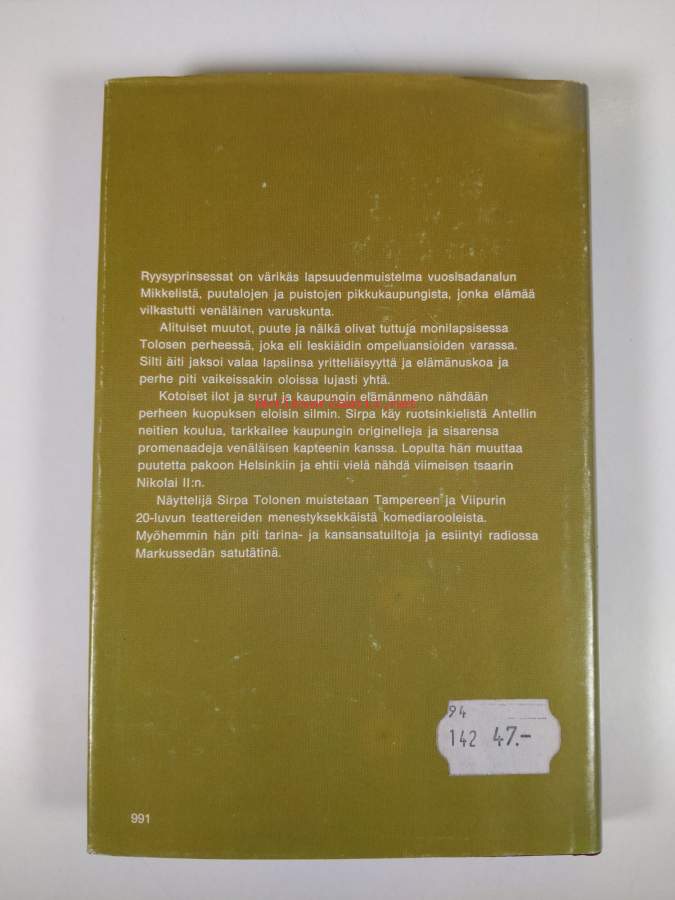 Ryysyprinsessat on värikäs lapsuudenmuistelma vuosisadanalun
Mikkelistä, puutalojen ja puistojen pikkukaupungista, jonka elämää
vilkastutti venäläinen varuskunta.
Alituiset muutot, puute ja nälkä olivat tuttuja monilapsisessa
Tolosen perheessä, joka eli leskiäidin ompeluansioiden varassa.
Silti äiti jaksoi valaa lapsiinsa yritteliäisyyttä ja elämänuskoa ja
perhe piti vaikeissakin oloissa lujasti yhtä.
Kotoiset ilot ja surut ja kaupungin elämänmeno nähdään
perheen kuopuksen eloisin silmin. Sirpa käy ruotsinkielistä Antellin
neitien koulua, tarkkailee kaupungin originelleja ja sisarensa
promenaadeja venäläisen kapteenin kanssa. Lopulta hän muuttaa
puutetta pakoon Helsinkiin ja ehtii vielä nähdä viimeisen tsaarin
Nikolai II:n.
Näyttelijä Sirpa Tolonen muistetaan Tampereen ja Viipurin
20-luvun teattereiden menestyksekkäistä komediarooleista.
Myöhemmin hän piti tarina- ja kansansatuiltoja ja esiintyi radiossa
Markussedän satutätinä.
94
142 47.-
991